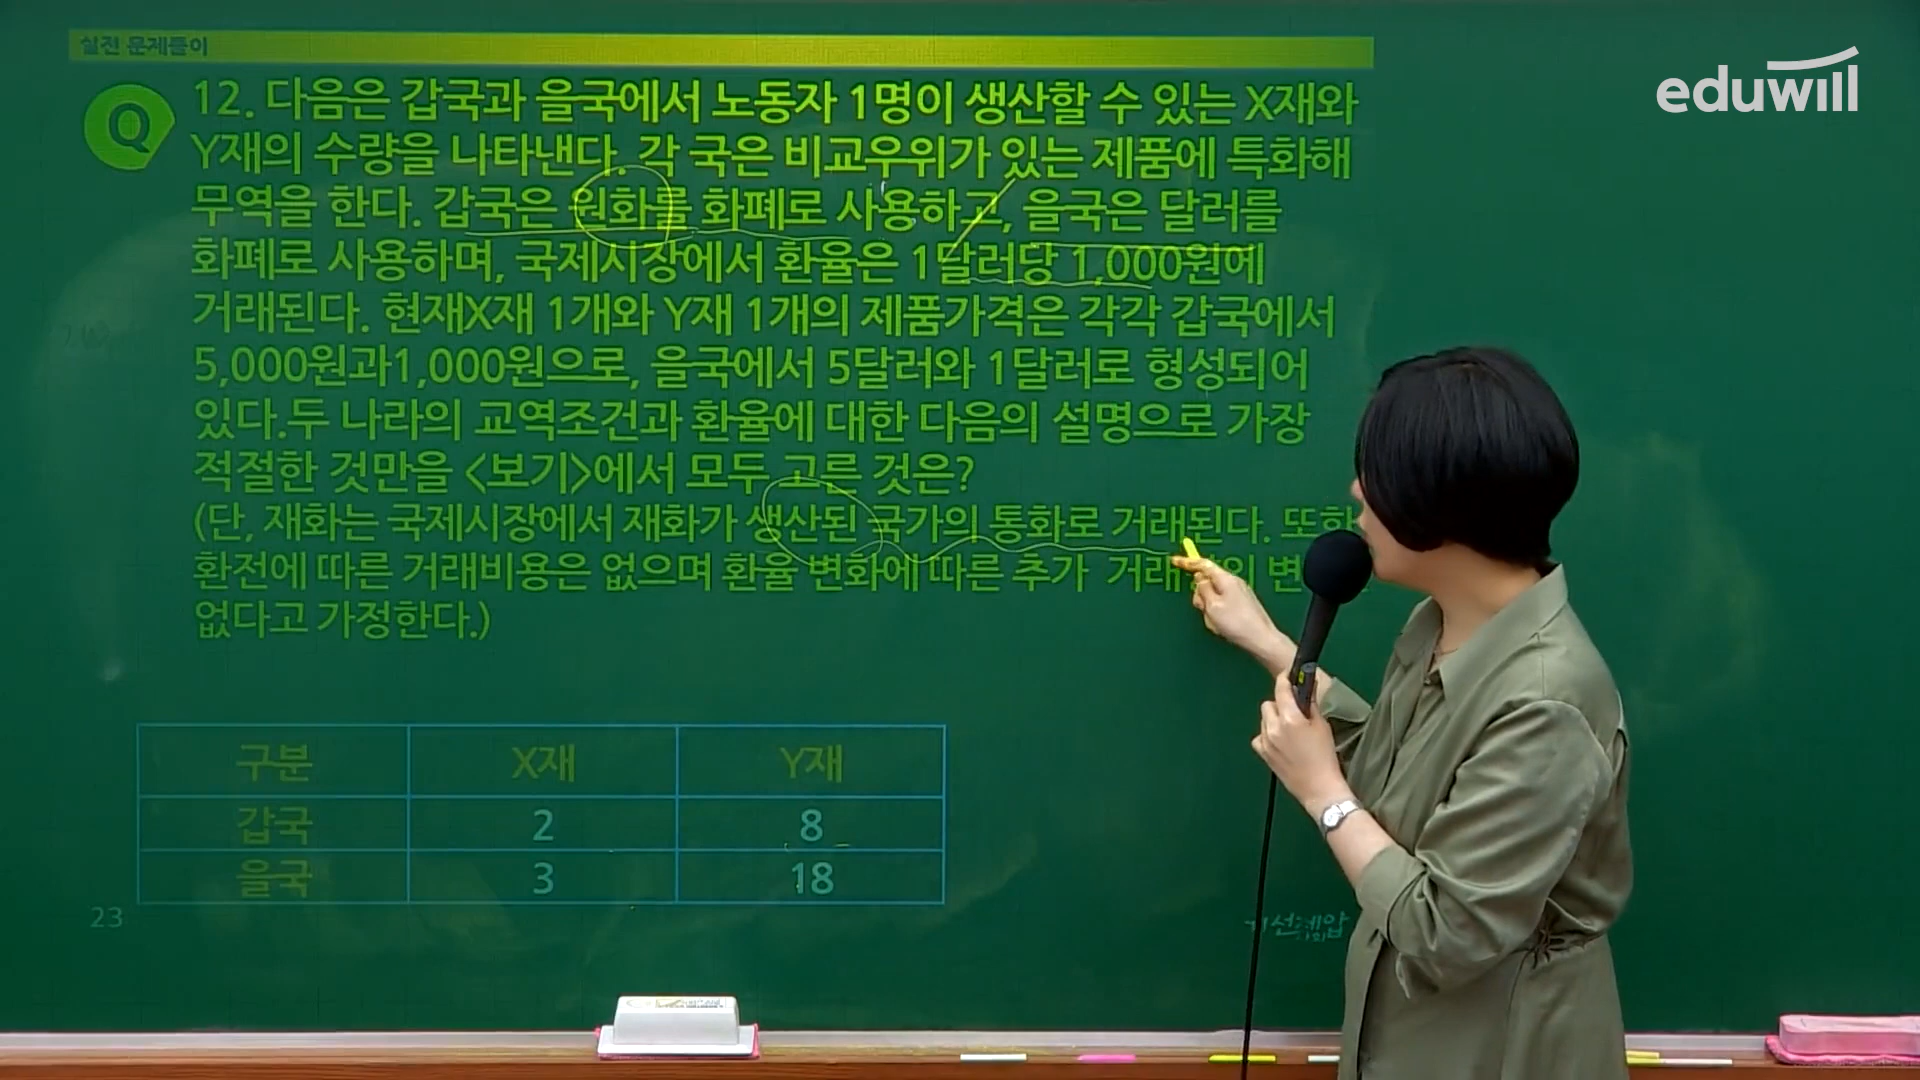 실전 문제풀이
eduwill
Q
12. 다음은 갑국과 을국에서 노동자 1명이 생산할 수 있는 X재와
Y재의 수량을 나타낸다. 각 국은 비교우위가 있는 제품에 특화해
무역을 한다. 갑국은 원화를 화폐로 사용하고, 을국은 달러를
화폐로 사용하며, 국제시장에서 환율은 1달러당 1,000원에
거래된다. 현재X재 1개와 Y재 1개의 제품가격은 각각 갑국에서
5,000원과1,000원으로, 을국에서 5달러와 1달러로 형성되어
있다.두 나라의 교역조건과 환율에 대한 다음의 설명으로 가장
적절한 것만을 <보기>에서 모두 고른 것은?
(단, 재화는 국제시장에서 재화가 생산된 국가의 통화로 거래된다. 또한
환전에 따른 거래비용은 없으며 환율 변화에 따른 추가
없다고 가정한다.)
구분 X재 Y재
갑국 2 8
을국 3 18
23